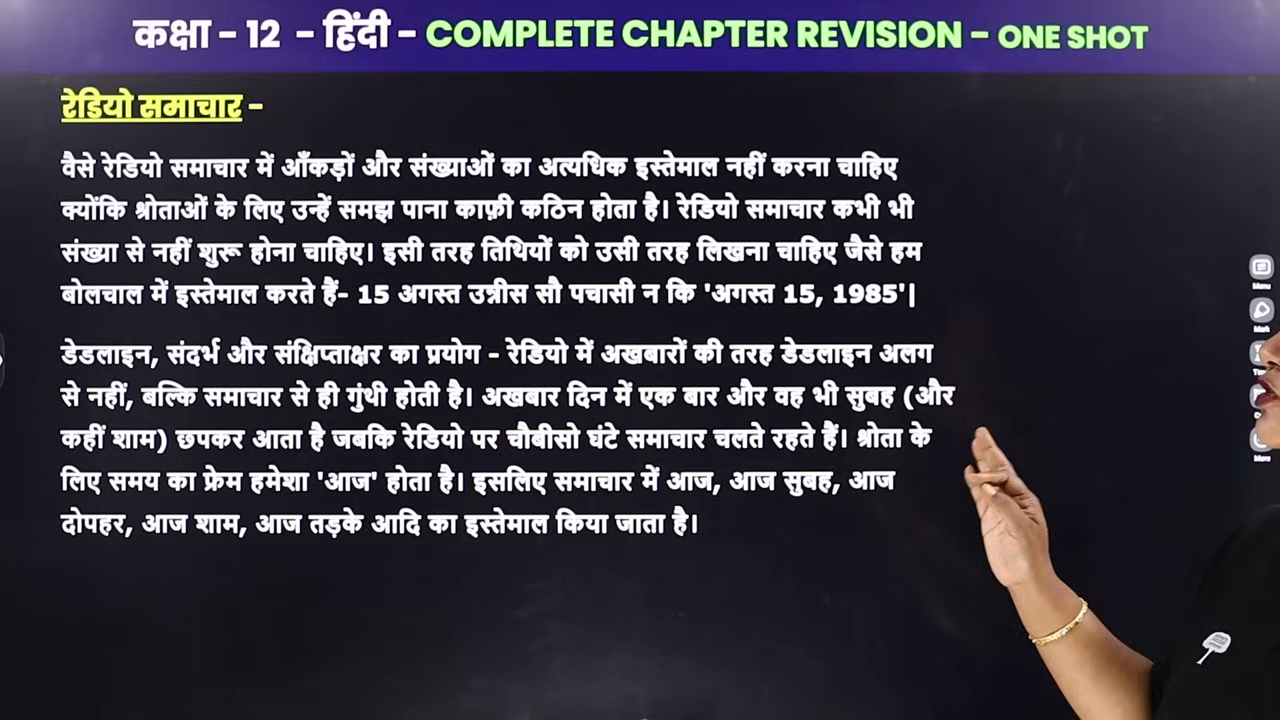 कक्षा - 12 - हिंदी - COMPLETE CHAPTER REVISION - ONE SHOT
रेडियो समाचार -
वैसे रेडियो समाचार में आँकड़ों और संख्याओं का अत्यधिक इस्तेमाल नहीं करना चाहिए
क्योंकि श्रोताओं के लिए उन्हें समझ पाना काफ़ी कठिन होता है। रेडियो समाचार कभी भी
संख्या से नहीं शुरू होना चाहिए। इसी तरह तिथियों को उसी तरह लिखना चाहिए जैसे हम
बोलचाल में इस्तेमाल करते हैं- 15 अगस्त उन्नीस सौ पचासी न कि 'अगस्त 15, 1985'|
डेडलाइन, संदर्भ और संक्षिप्ताक्षर का प्रयोग - रेडियो में अखबारों की तरह डेडलाइन अलग
से नहीं, बल्कि समाचार से ही गुंथी होती है। अखबार दिन में एक बार और वह भी सुबह (और
कहीं शाम) छपकर आता है जबकि रेडियो पर चौबीसो घंटे समाचार चलते रहते हैं। श्रोता के
लिए समय का फ्रेम हमेशा 'आज' होता है। इसलिए समाचार में आज, आज सुबह, आज
दोपहर, आज शाम, आज तड़के आदि का इस्तेमाल किया जाता है।
Menu
Mark
More